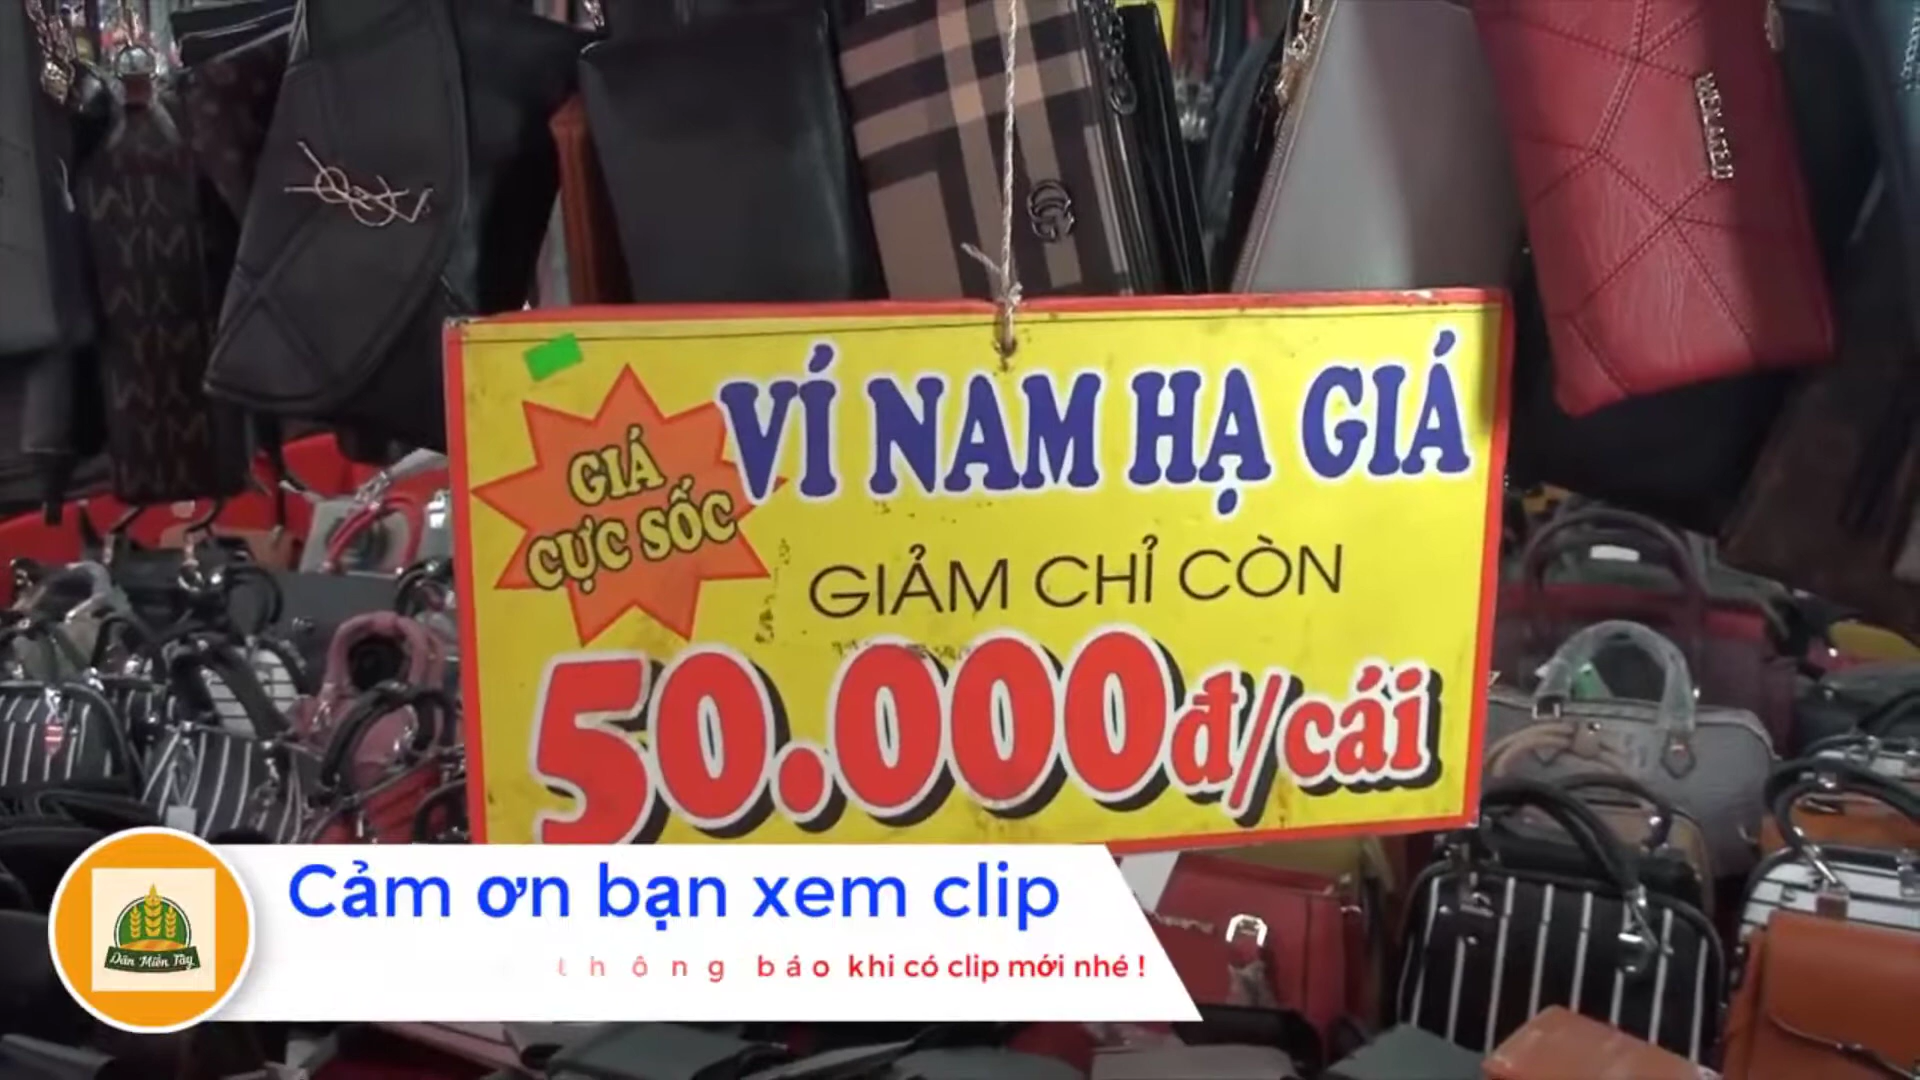 WELAFEU
VÍ NAM HẠ GIÁ
GIÁ
CỰC SỐC
GIẢM CHỈ CÒN
50.000đ/cái
Cảm ơn bạn xem clip
thông báo khi có clip mới nhé !
Dân Miền Tây